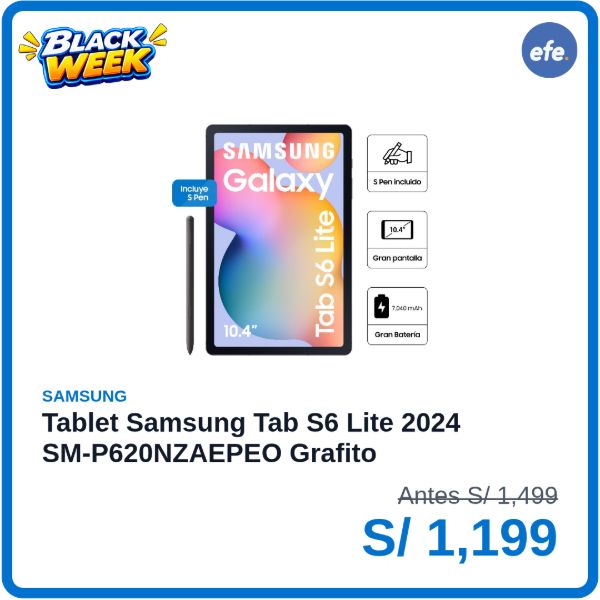 BLACK
WEEK
efe.
SAMSUNG
Galaxy
Tab S6 Lite
10.4"
Incluye
S Pen
S Pen incluido
10.4"
Gran pantalla
7,040 mAh
Gran Batería
SAMSUNG
Tablet Samsung Tab S6 Lite 2024
SM-P620NZAEPEO Grafito
Antes S/ 1,499
S/ 1,199